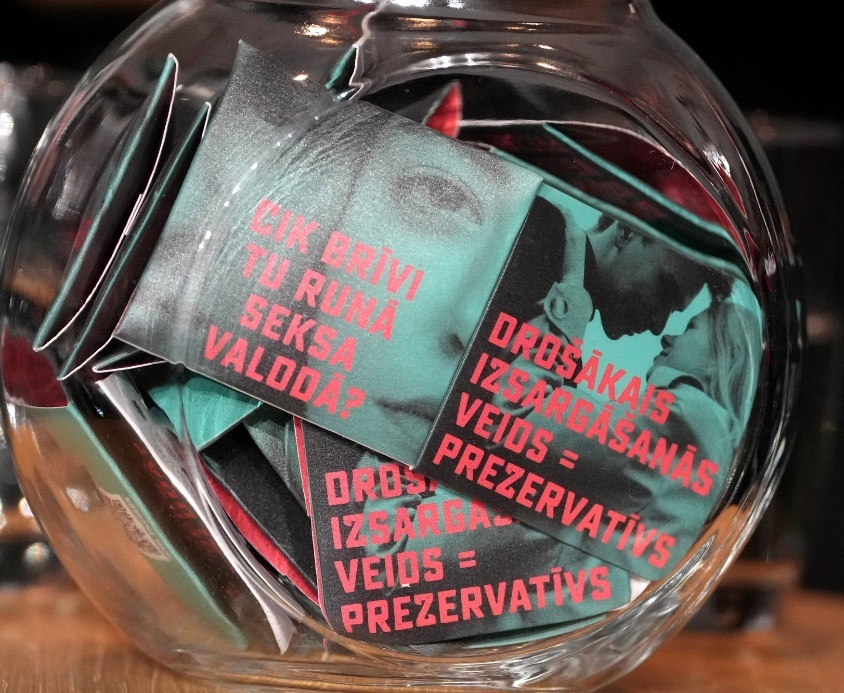 CIK BRĪVI
TU RUNĀ
SEKSA
VALODĀ?
DROŠĀKAIS
IZSARGĀŠANĀS
VEIDS =
PREZERVATĪVS
VEIDS =
PREZERVATĪVS